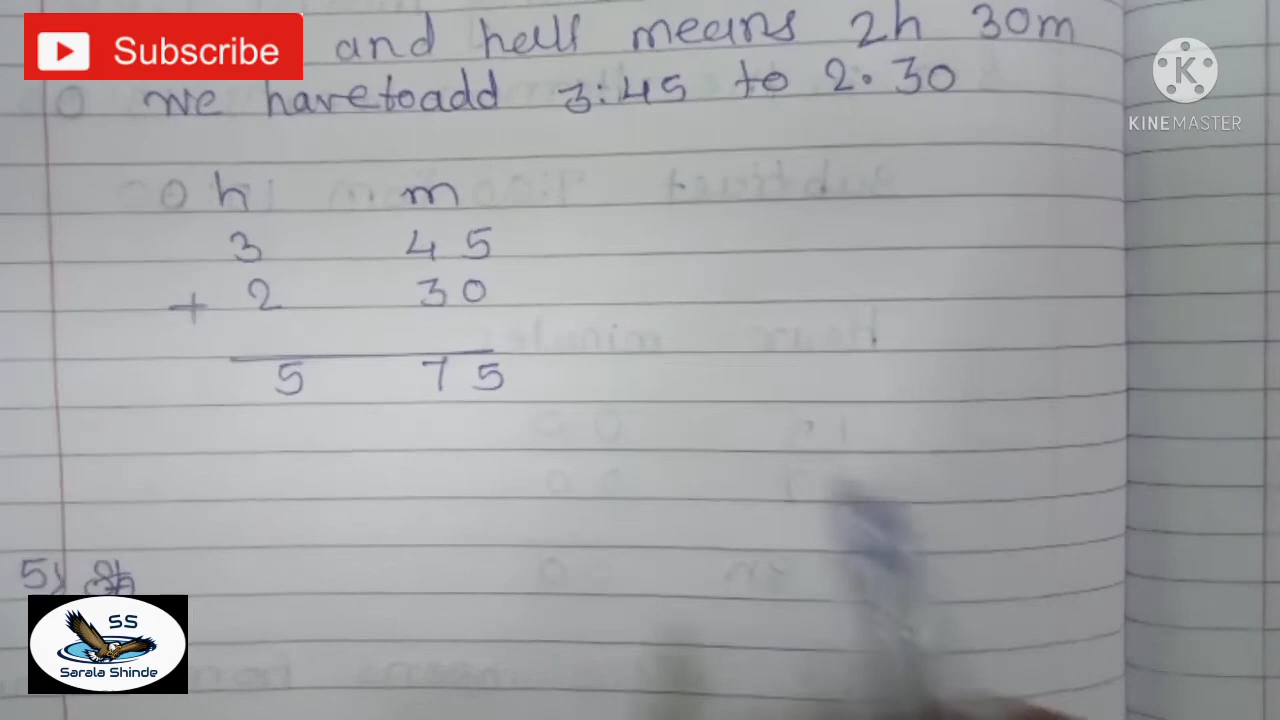 Subscribe
and half means 2h 30m
KINEMASTER
we have to add 3:45 to 2.30
h m
3 45
+ 2 30
5 75
5)
SS
Sarala Shinde